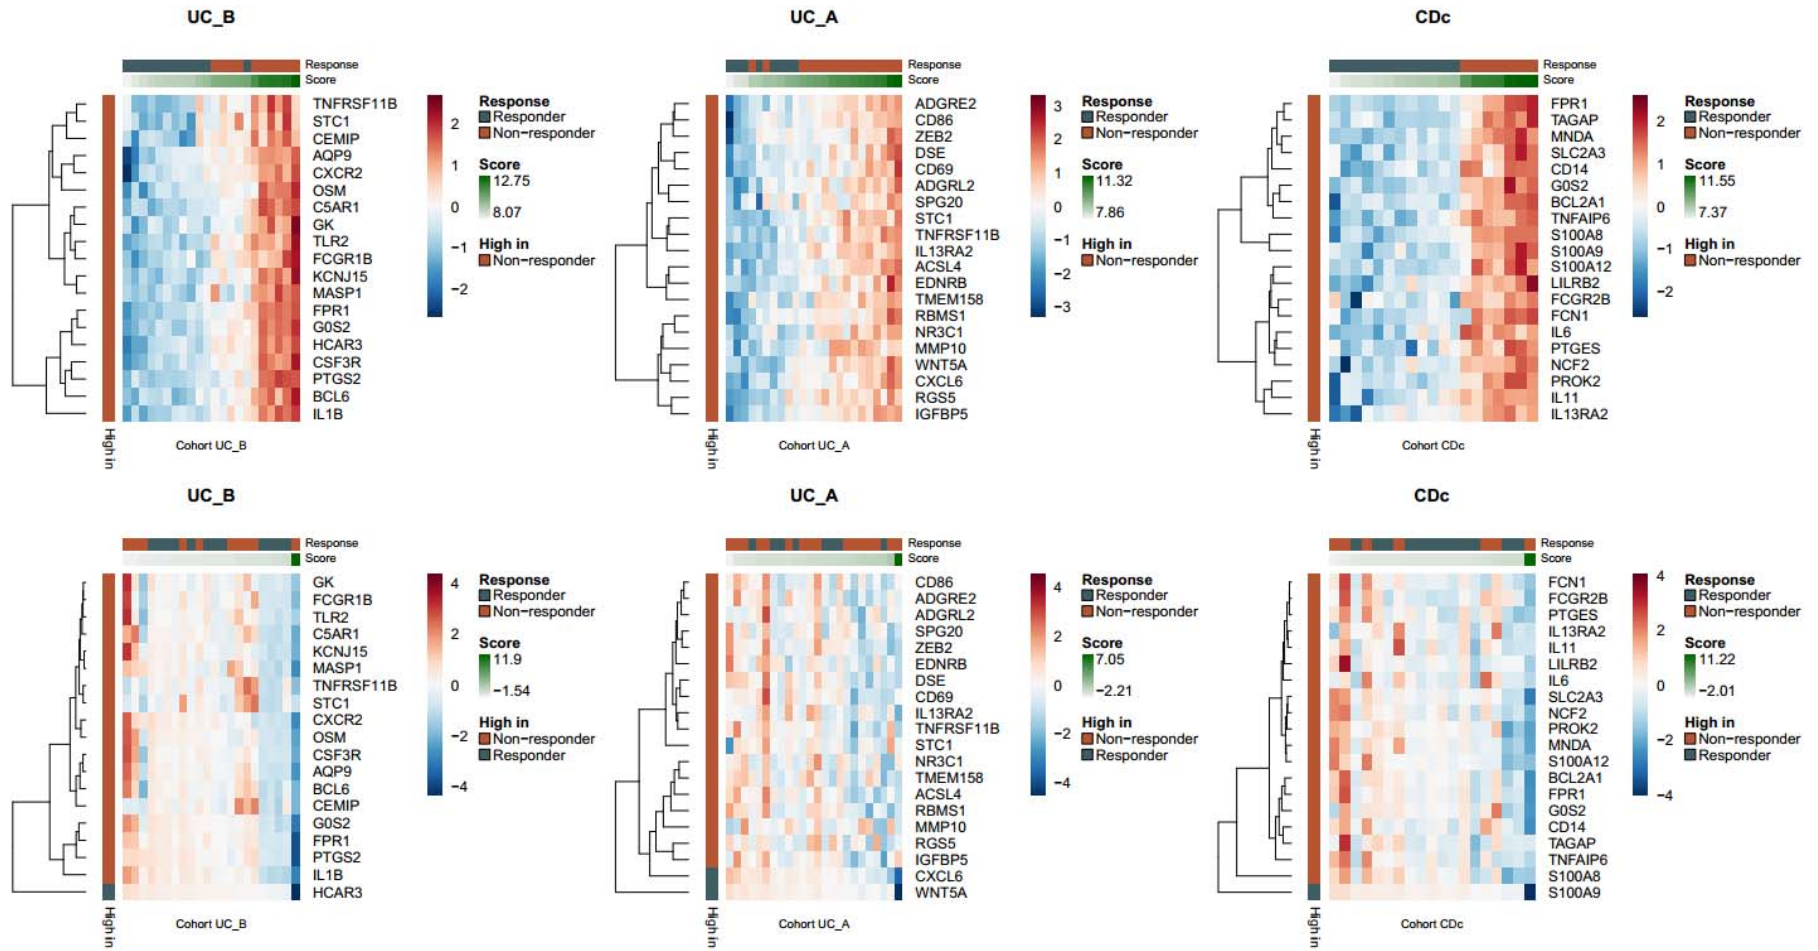 UC_B
Response
Score
TNFRSF11B
STC1
CEMIP
AQP9
CXCR2
OSM
C5AR1
GK
TLR2
FCGR1B
KCNJ15
MASP1
FPR1
G0S2
HCAR3
CSF3R
PTGS2
BCL6
IL1B
High in
Cohort UC_B
2
1
0
−1
−2
Response
Responder
Non−responder
Score
12.75
8.07
High in
Non−responder
UC_A
Response
Score
ADGRE2
CD86
ZEB2
DSE
CD69
ADGRL2
SPG20
STC1
TNFRSF11B
IL13RA2
ACSL4
EDNRB
TMEM158
RBMS1
NR3C1
MMP10
WNT5A
CXCL6
RGS5
IGFBP5
High in
Cohort UC_A
3
2
1
0
−1
−2
−3
Response
Responder
Non−responder
Score
11.32
7.86
High in
Non−responder
CDc
Response
Score
FPR1
TAGAP
MNDA
SLC2A3
CD14
G0S2
BCL2A1
TNFAIP6
S100A8
S100A9
S100A12
LILRB2
FCGR2B
FCN1
IL6
PTGES
NCF2
PROK2
IL11
IL13RA2
High in
Cohort CDc
2
1
0
−1
−2
Response
Responder
Non−responder
Score
11.55
7.37
High in
Non−responder
UC_B
Response
Score
GK
FCGR1B
TLR2
C5AR1
KCNJ15
MASP1
TNFRSF11B
STC1
CXCR2
OSM
CSF3R
AQP9
BCL6
CEMIP
G0S2
FPR1
PTGS2
IL1B
HCAR3
High in
Cohort UC_B
4
2
0
−2
−4
Response
Responder
Non−responder
Score
11.9
−1.54
High in
Non−responder
Responder
UC_A
Response
Score
CD86
ADGRE2
ADGRL2
SPG20
ZEB2
EDNRB
DSE
CD69
IL13RA2
TNFRSF11B
STC1
NR3C1
TMEM158
ACSL4
RBMS1
MMP10
RGS5
IGFBP5
CXCL6
WNT5A
High in
Cohort UC_A
4
2
0
−2
−4
Response
Responder
Non−responder
Score
7.05
−2.21
High in
Non−responder
Responder
CDc
Response
Score
FCN1
FCGR2B
PTGES
IL13RA2
IL11
LILRB2
IL6
SLC2A3
NCF2
PROK2
MNDA
S100A12
BCL2A1
FPR1
G0S2
CD14
TAGAP
TNFAIP6
S100A8
S100A9
High in
Cohort CDc
4
2
0
−2
−4
Response
Responder
Non−responder
Score
11.22
−2.01
High in
Non−responder
Responder